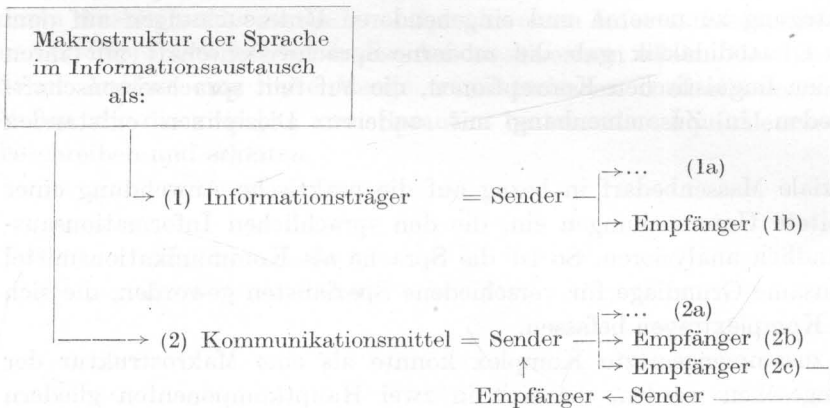 Makrostruktur der Sprache
im Informationsaustausch
als:
... (1a)
(1) Informationsträger = Sender
Empfänger (1b)
... (2a)
(2) Kommunikationsmittel = Sender Empfänger (2b)
Empfänger (2c)
Empfänger ← Sender